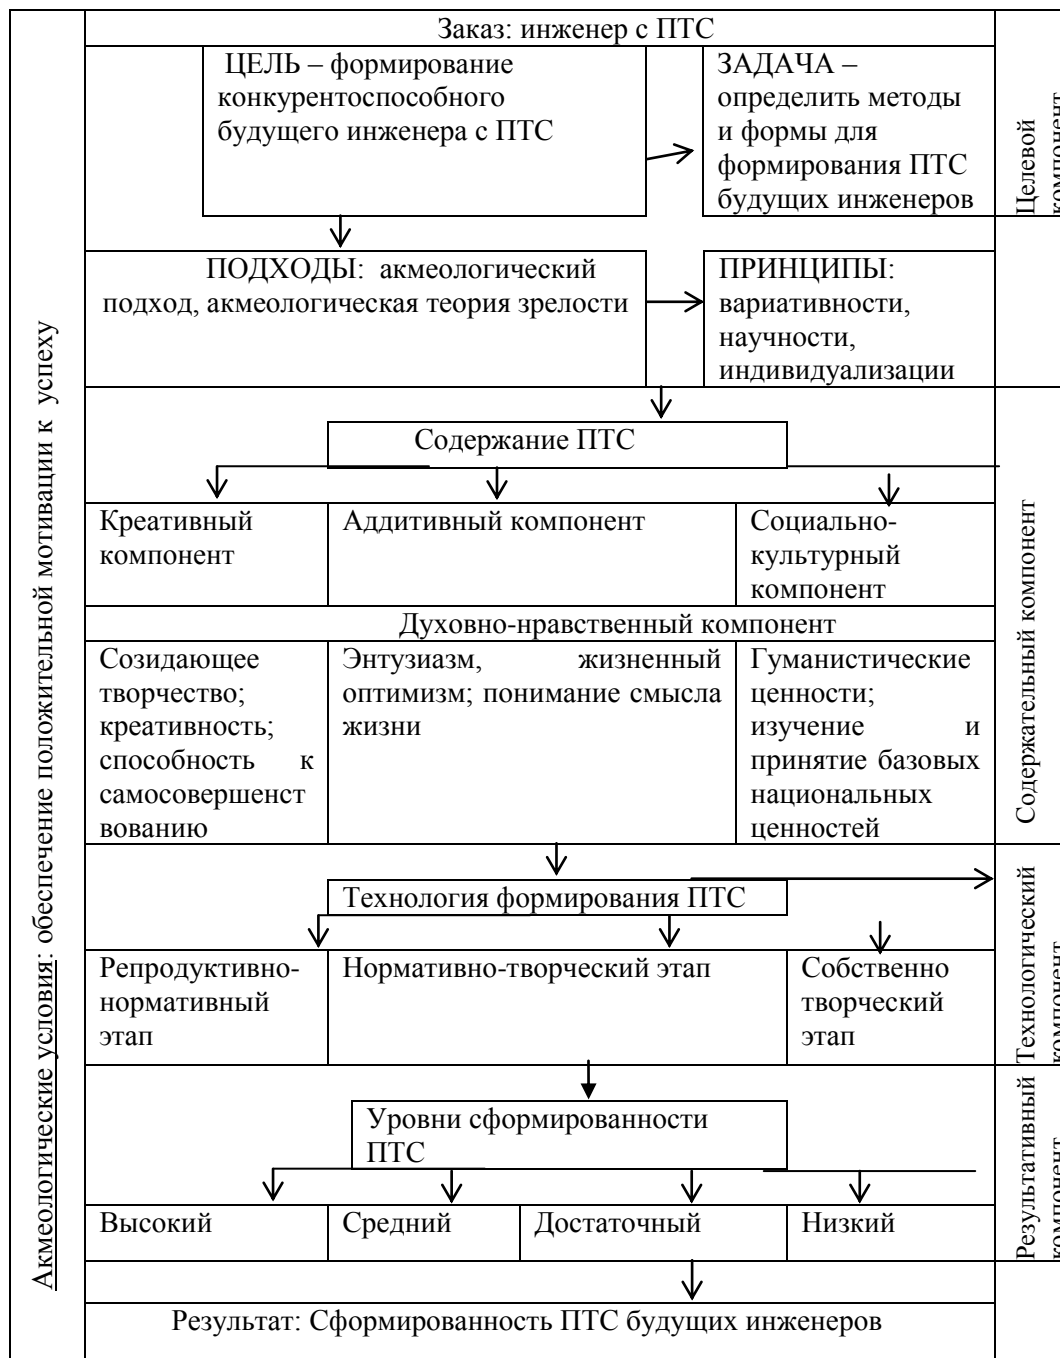 Заказ: инженер с ПТС
ЦЕЛЬ – формирование
конкурентоспособного
будущего инженера с ПТС
ЗАДАЧА –
определить методы
и формы для
формирования ПТС
будущих инженеров
Целевой
компонент
ПОДХОДЫ: акмеологический
подход, акмеологическая теория зрелости
ПРИНЦИПЫ:
вариативности,
научности,
индивидуализации
Акмеологические условия: обеспечение положительной мотивации к успеху
Содержание ПТС
Креативный
компонент
Аддитивный компонент
Социально-
культурный
компонент
Духовно-нравственный компонент
Созидающее
творчество;
креативность;
способность к
самосовершенст
вованию
Энтузиазм, жизненный
оптимизм; понимание смысла
жизни
Гуманистические
ценности;
изучение и
принятие базовых
национальных
ценностей
Содержательный компонент
Технология формирования ПТС
Репродуктивно-
нормативный
этап
Нормативно-творческий этап
Собственно
творческий
этап
Технологический
компонент
Уровни сформированности
ПТС
Высокий
Средний
Достаточный
Низкий
Результативный
компонент
Результат: Сформированность ПТС будущих инженеров